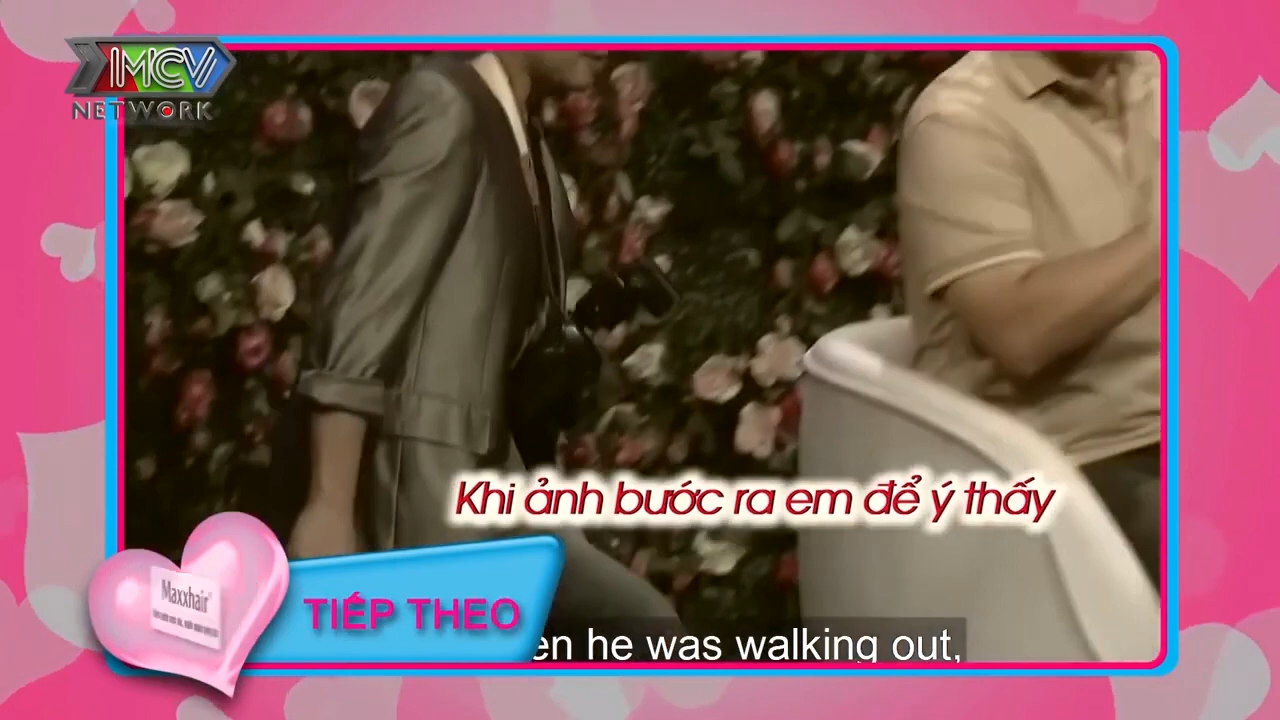 MCV
NETWORK
Khi ảnh bước ra em để ý thấy
Maxxhair
TIẾP THEO
en he was walking out,